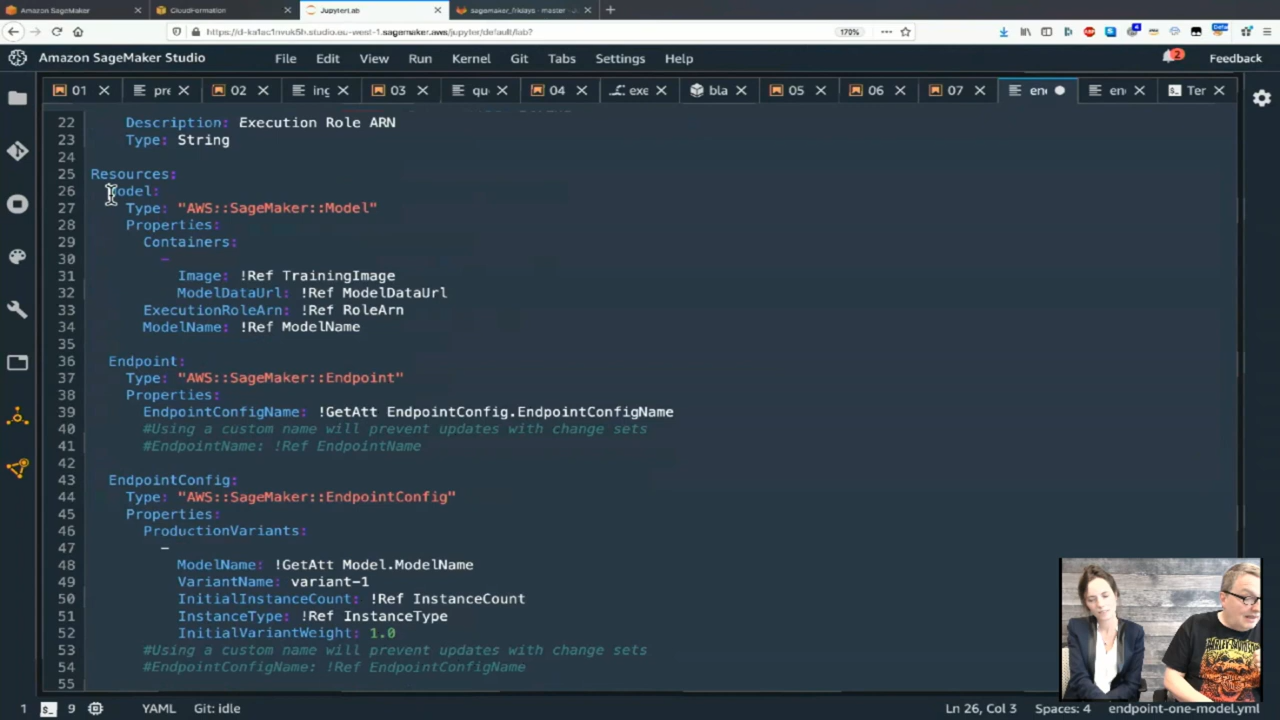 Amazon SageMaker
CloudFormation
JupyterLab
sagemaker_fridays · master ·
https://d-ka1ac1nvuk5h.studio.eu-west-1.sagemaker.aws/jupyter/default/lab?
170%
Amazon SageMaker Studio
File
Edit
View
Run
Kernel
Git
Tabs
Settings
Help
2
Feedback
01
pre
02
ing
03
qu
04
exe
bla
05
06
07
en
en
Ter
22 Description: Execution Role ARN
23 Type: String
24
25 Resources:
26 Model:
27 Type: "AWS::SageMaker::Model"
28 Properties:
29 Containers:
30 -
31 Image: !Ref TrainingImage
32 ModelDataUrl: !Ref ModelDataUrl
33 ExecutionRoleArn: !Ref RoleArn
34 ModelName: !Ref ModelName
35
36 Endpoint:
37 Type: "AWS::SageMaker::Endpoint"
38 Properties:
39 EndpointConfigName: !GetAtt EndpointConfig.EndpointConfigName
40 #Using a custom name will prevent updates with change sets
41 #EndpointName: !Ref EndpointName
42
43 EndpointConfig:
44 Type: "AWS::SageMaker::EndpointConfig"
45 Properties:
46 ProductionVariants:
47 -
48 ModelName: !GetAtt Model.ModelName
49 VariantName: variant-1
50 InitialInstanceCount: !Ref InstanceCount
51 InstanceType: !Ref InstanceType
52 InitialVariantWeight: 1.0
53 #Using a custom name will prevent updates with change sets
54 #EndpointConfigName: !Ref EndpointConfigName
55
1
9
YAML
Git: idle
Ln 26, Col 3
Spaces: 4
endpoint-one-model.yml